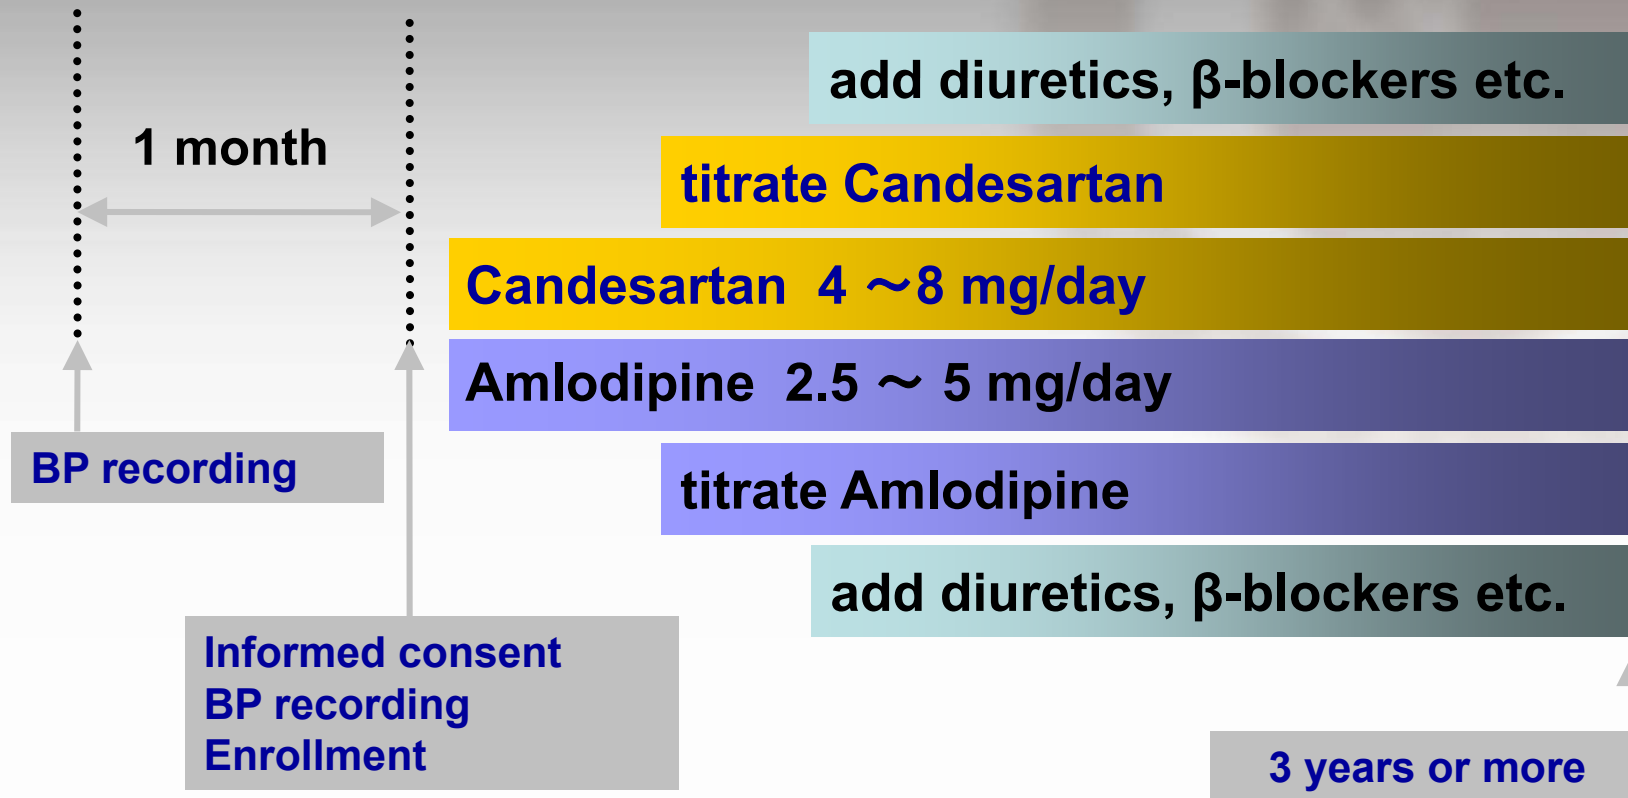 add diuretics, β-blockers etc.
1 month
titrate Candesartan
Candesartan 4 ～8 mg/day
Amlodipine 2.5 ～ 5 mg/day
BP recording
titrate Amlodipine
add diuretics, β-blockers etc.
Informed consent
BP recording
Enrollment
3 years or more